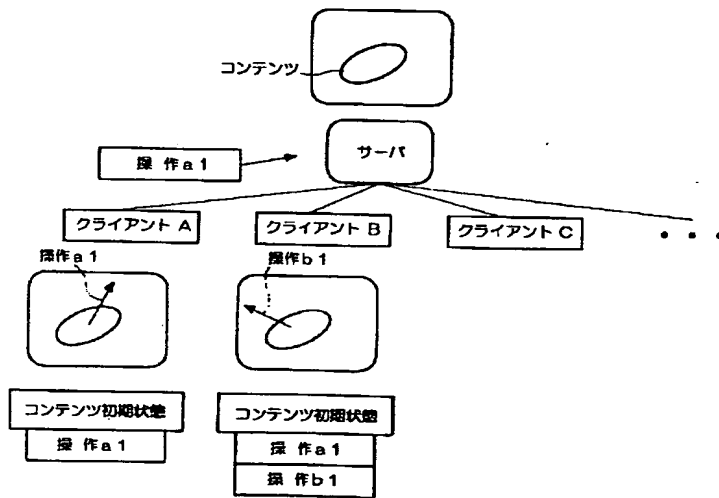 コンテンツ
サーバ
操作a1
クライアント A
クライアント B
クライアント C
・・・
操作a1
操作b1
コンテンツ初期状態
操作a1
コンテンツ初期状態
操作a1
操作b1